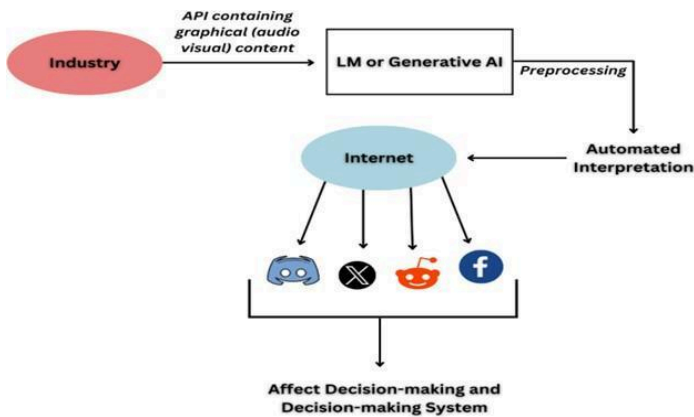 API containing
graphical (audio
visual) content
Industry
LM or Generative AI
Preprocessing
Automated
Interpretation
Internet
Affect Decision-making and
Decision-making System